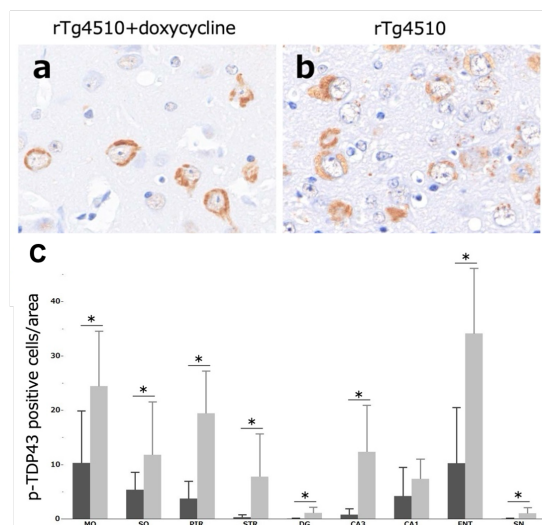 rTg4510+doxycycline
rTg4510
a
b
c
p-TDP43 positive cells/area
40
30
20
10
0
* * * * * * * *
MO SO PIR STR DG CA3 CA1 ENT SN